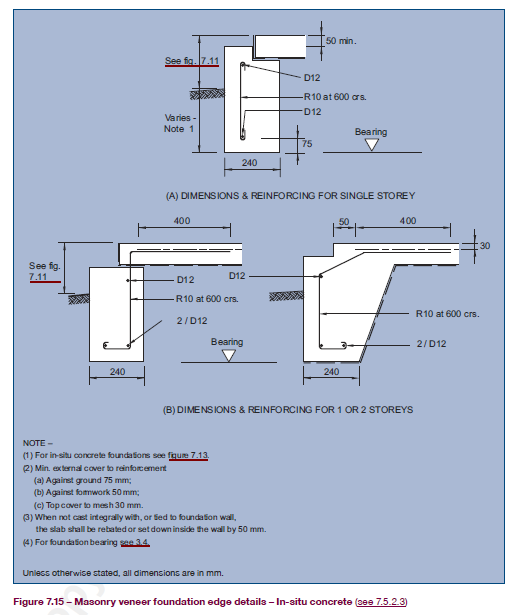 50 min.
See fig. 7.11
D12
R10 at 600 crs.
D12
Varies -
Note 1
75
Bearing
240
(A) DIMENSIONS & REINFORCING FOR SINGLE STOREY
400
50
400
30
See fig.
7.11
D12
D12
R10 at 600 crs.
R10 at 600 crs.
2 / D12
2 / D12
Bearing
240
240
(B) DIMENSIONS & REINFORCING FOR 1 OR 2 STOREYS
NOTE –
(1) For in-situ concrete foundations see figure 7.13.
(2) Min. external cover to reinforcement
(a) Against ground 75 mm;
(b) Against formwork 50 mm;
(c) Top cover to mesh 30 mm.
(3) When not cast integrally with, or tied to foundation wall,
the slab shall be rebated or set down inside the wall by 50 mm.
(4) For foundation bearing see 3.4.
Unless otherwise stated, all dimensions are in mm.
Figure 7.15 – Masonry veneer foundation edge details – In-situ concrete (see 7.5.2.3)